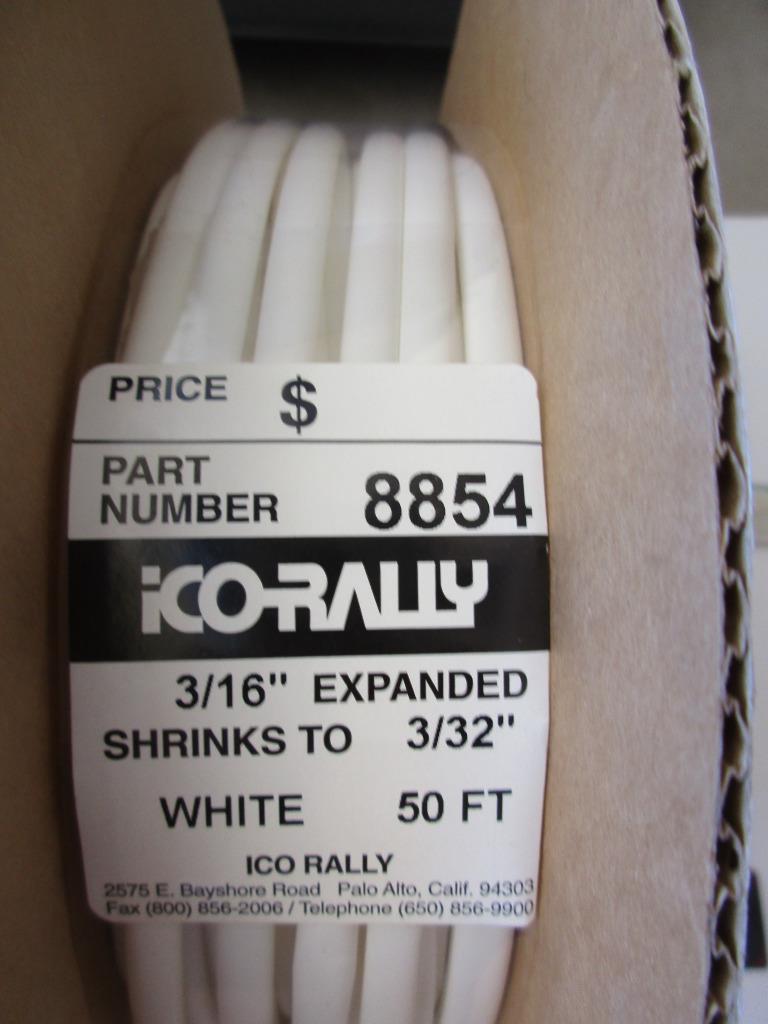 PRICE $
PART
NUMBER 8854
iCO-RALLY
3/16" EXPANDED
SHRINKS TO 3/32"
WHITE 50 FT
ICO RALLY
2575 E. Bayshore Road Palo Alto, Calif. 94303
Fax (800) 856-2006 / Telephone (650) 856-9900